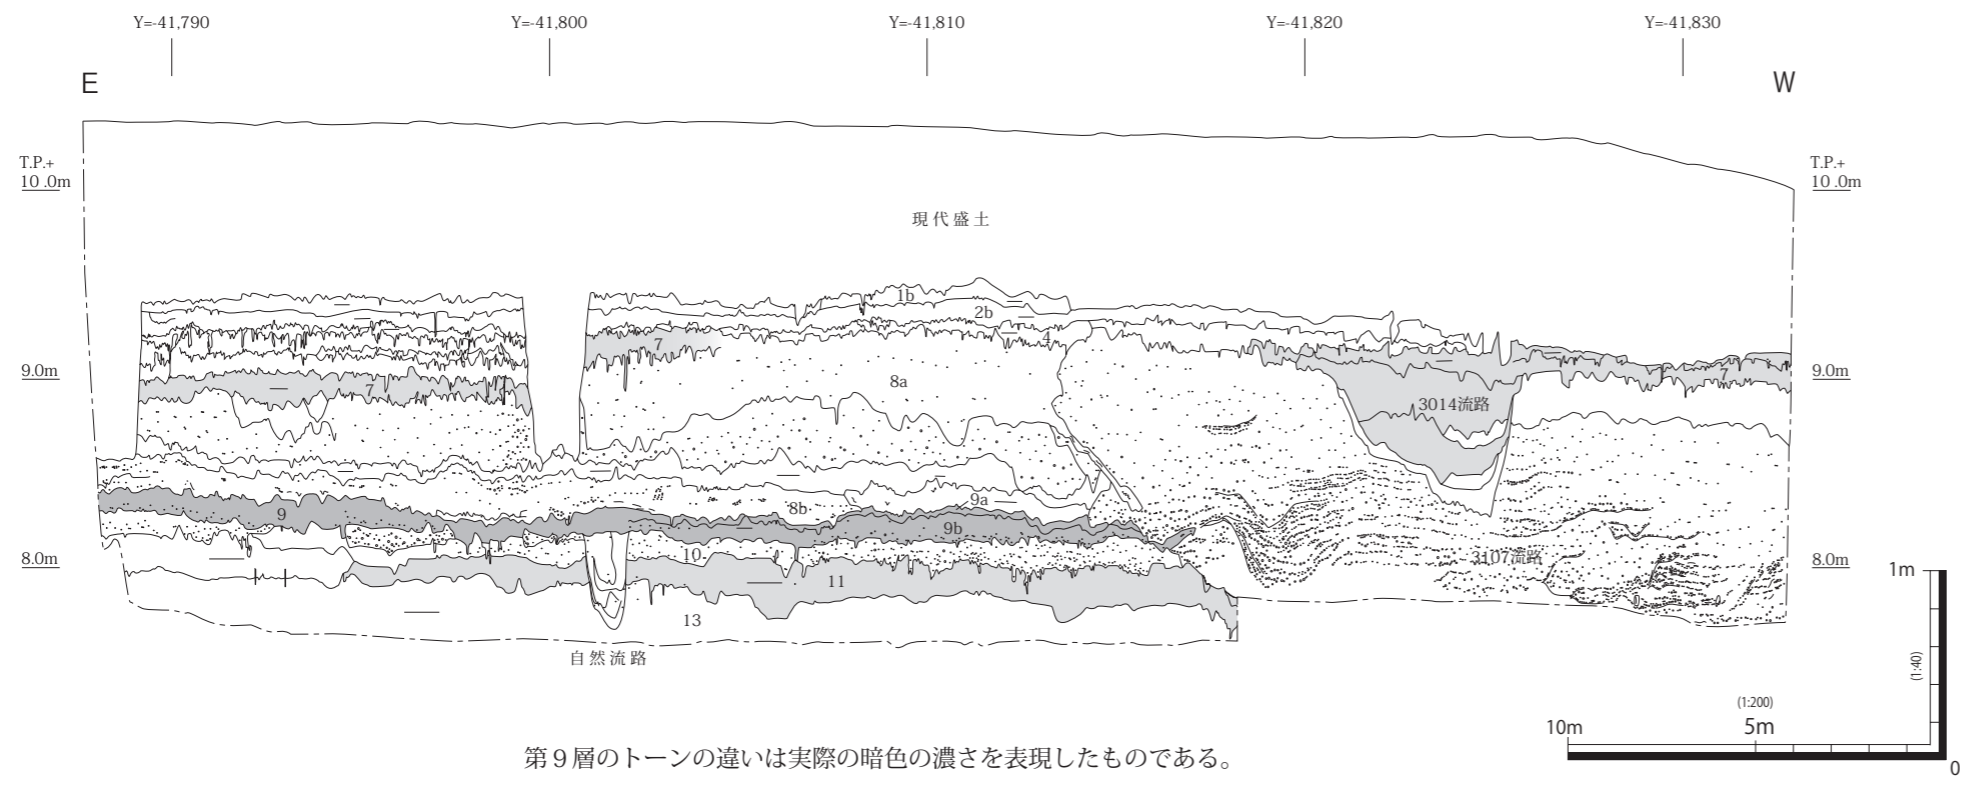 Y=-41,790 Y=-41,800 Y=-41,810 Y=-41,820 Y=-41,830
E W
T.P.+ T.P.+
10 .0m 10 .0m
現代盛土
1b
2b
4
7
9.0m 9.0m
7 7
8a
3014流路
9a
8b
9
9b
10
8.0m 3107流路 8.0m
11
1m
13
自然流路
(1:40)
(1:200)
10m 5m
第９層のトーンの違いは実際の暗色の濃さを表現したものである。
0